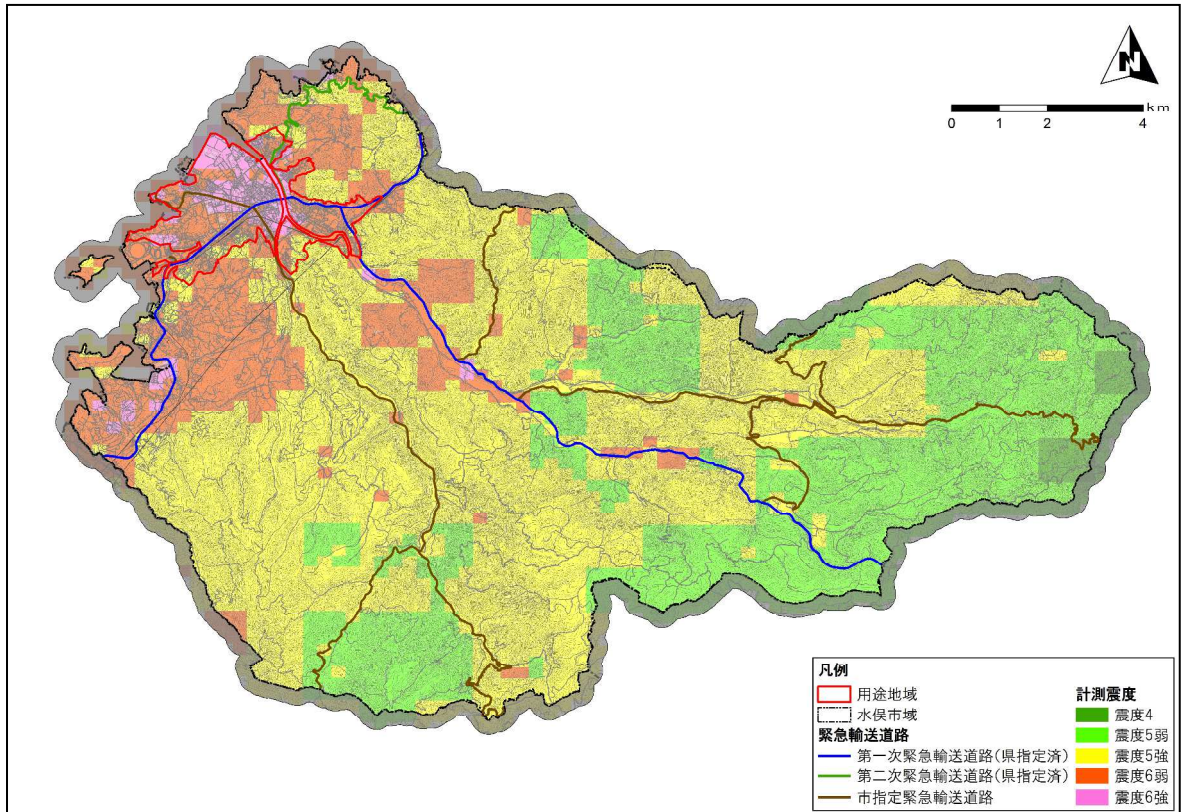 N
km
0 1 2 4
凡例
用途地域
水俣市域
緊急輸送道路
第一次緊急輸送道路(県指定済)
第二次緊急輸送道路(県指定済)
市指定緊急輸送道路
計測震度
震度4
震度5弱
震度5強
震度6弱
震度6強